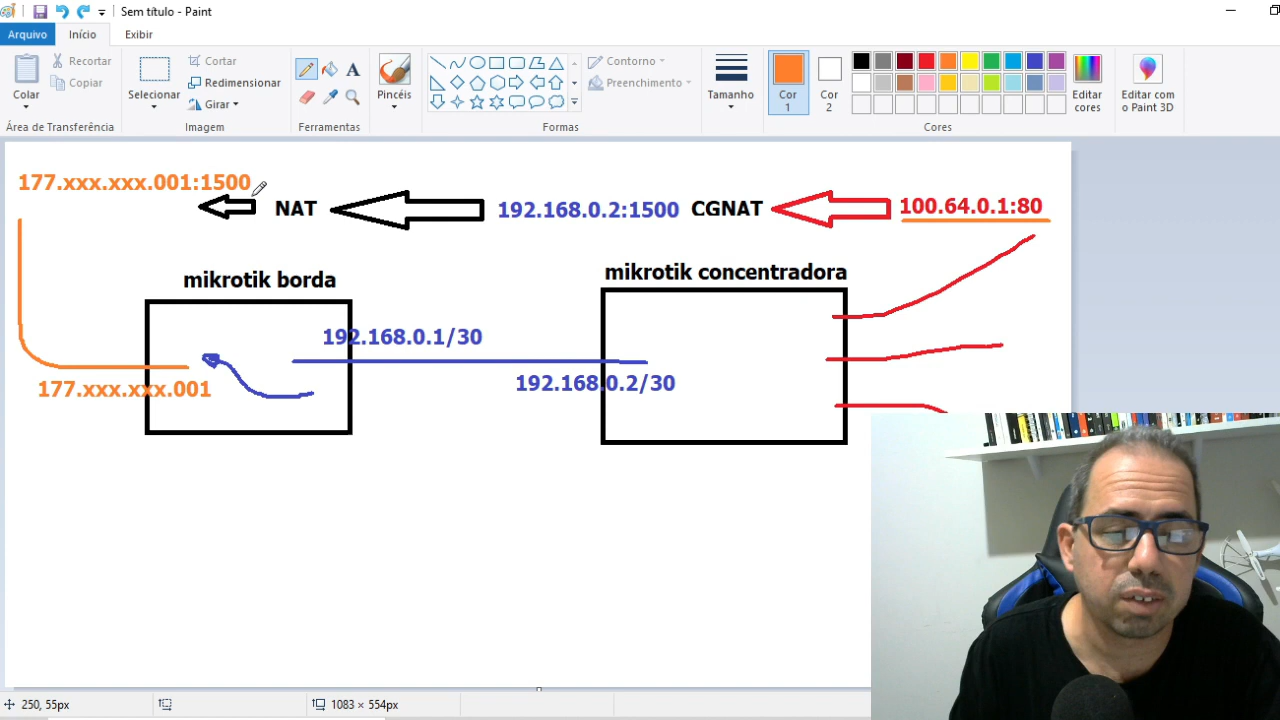 Sem título - Paint
Arquivo
Início
Exibir
Colar
Recortar
Copiar
Área de Transferência
Selecionar
Cortar
Redimensionar
Girar
Imagem
A
Ferramentas
Pincéis
Contorno
Preenchimento
Formas
Tamanho
Cor
1
Cor
2
Editar
cores
Editar com
o Paint 3D
Cores
177.xxx.xxx.001:1500
NAT
192.168.0.2:1500
CGNAT
100.64.0.1:80
mikrotik borda
mikrotik concentradora
192.168.0.1/30
192.168.0.2/30
177.xxx.xxx.001
250, 55px
1083 × 554px